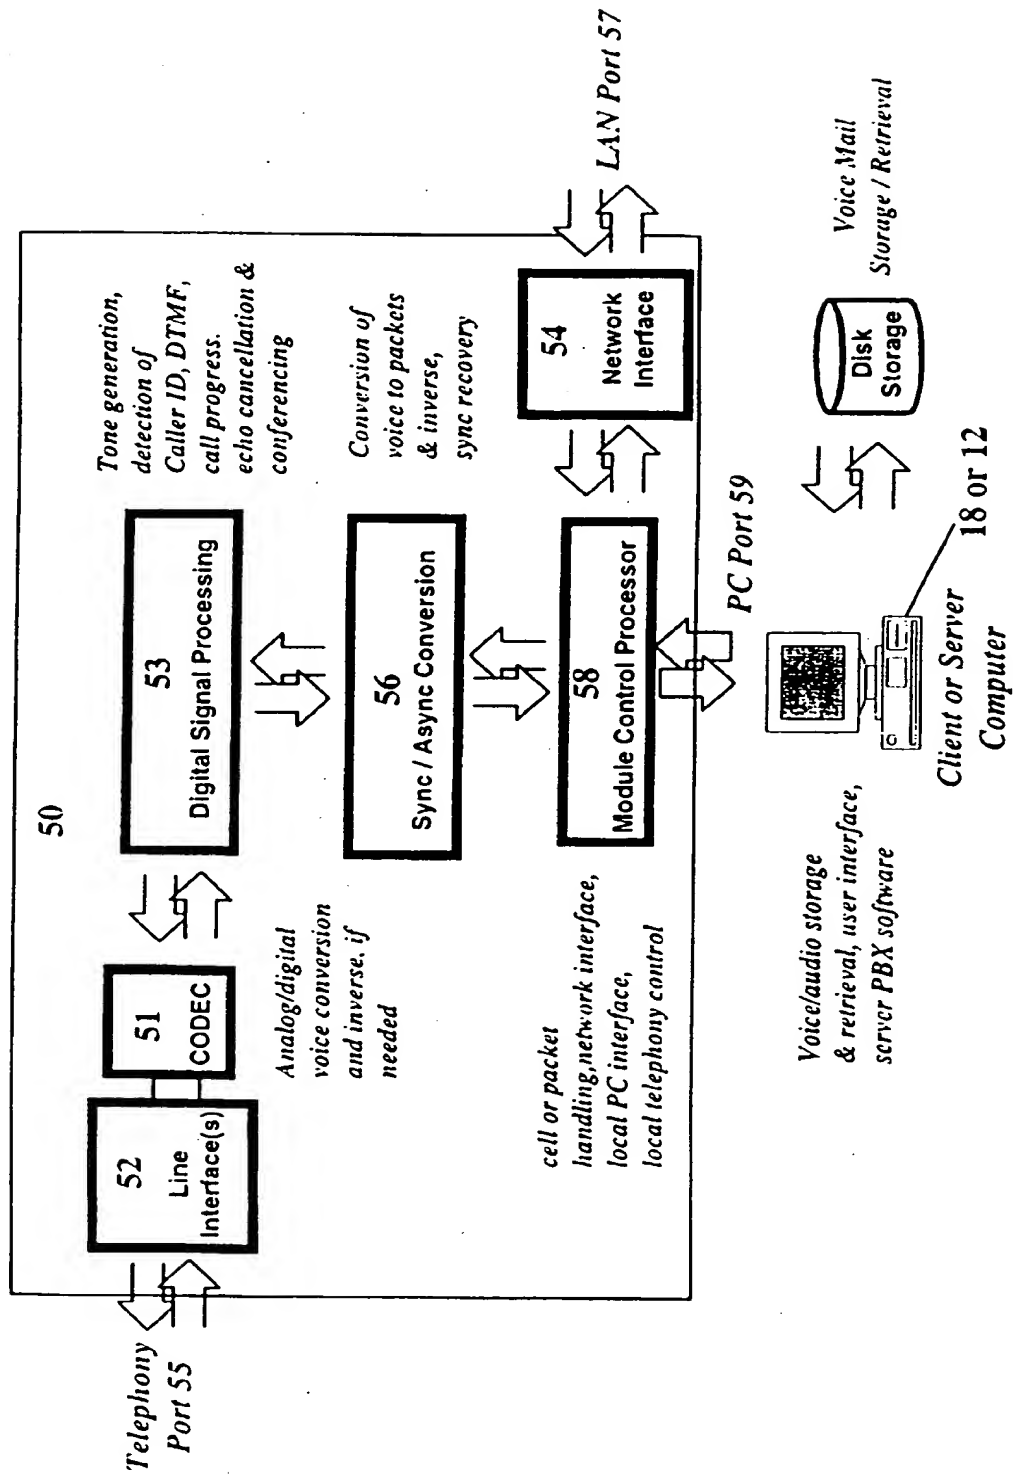 50
Telephony
Port 55
52
Line
Interface(s)
51
CODEC
Analog/digital
voice conversion
and inverse, if
needed
53
Digital Signal Processing
Tone generation,
detection of
Caller ID, DTMF,
call progress.
echo cancellation &
conferencing
56
Sync / Async Conversion
Conversion of
voice to packets
& inverse,
sync recovery
cell or packet
handling,network interface,
local PC interface,
local telephony control
58
Module Control Processor
54
Network
Interface
LAN Port 57
PC Port 59
Voice/audio storage
& retrieval, user interface,
server PBX software
Client or Server
Computer
18 or 12
Disk
Storage
Voice Mail
Storage / Retrieval